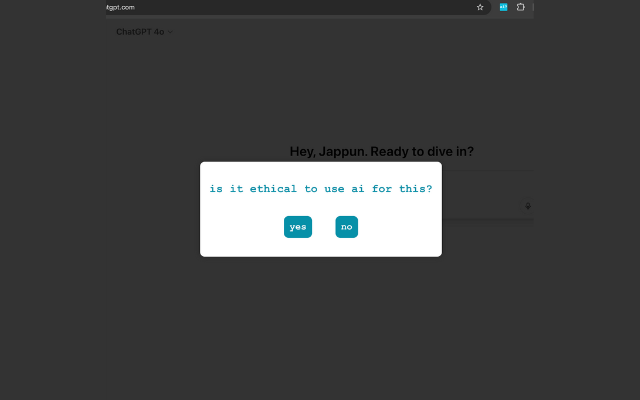 tgpt.com
ChatGPT 4o
Hey, Jappun. Ready to dive in?
is it ethical to use ai for this?
yes
no